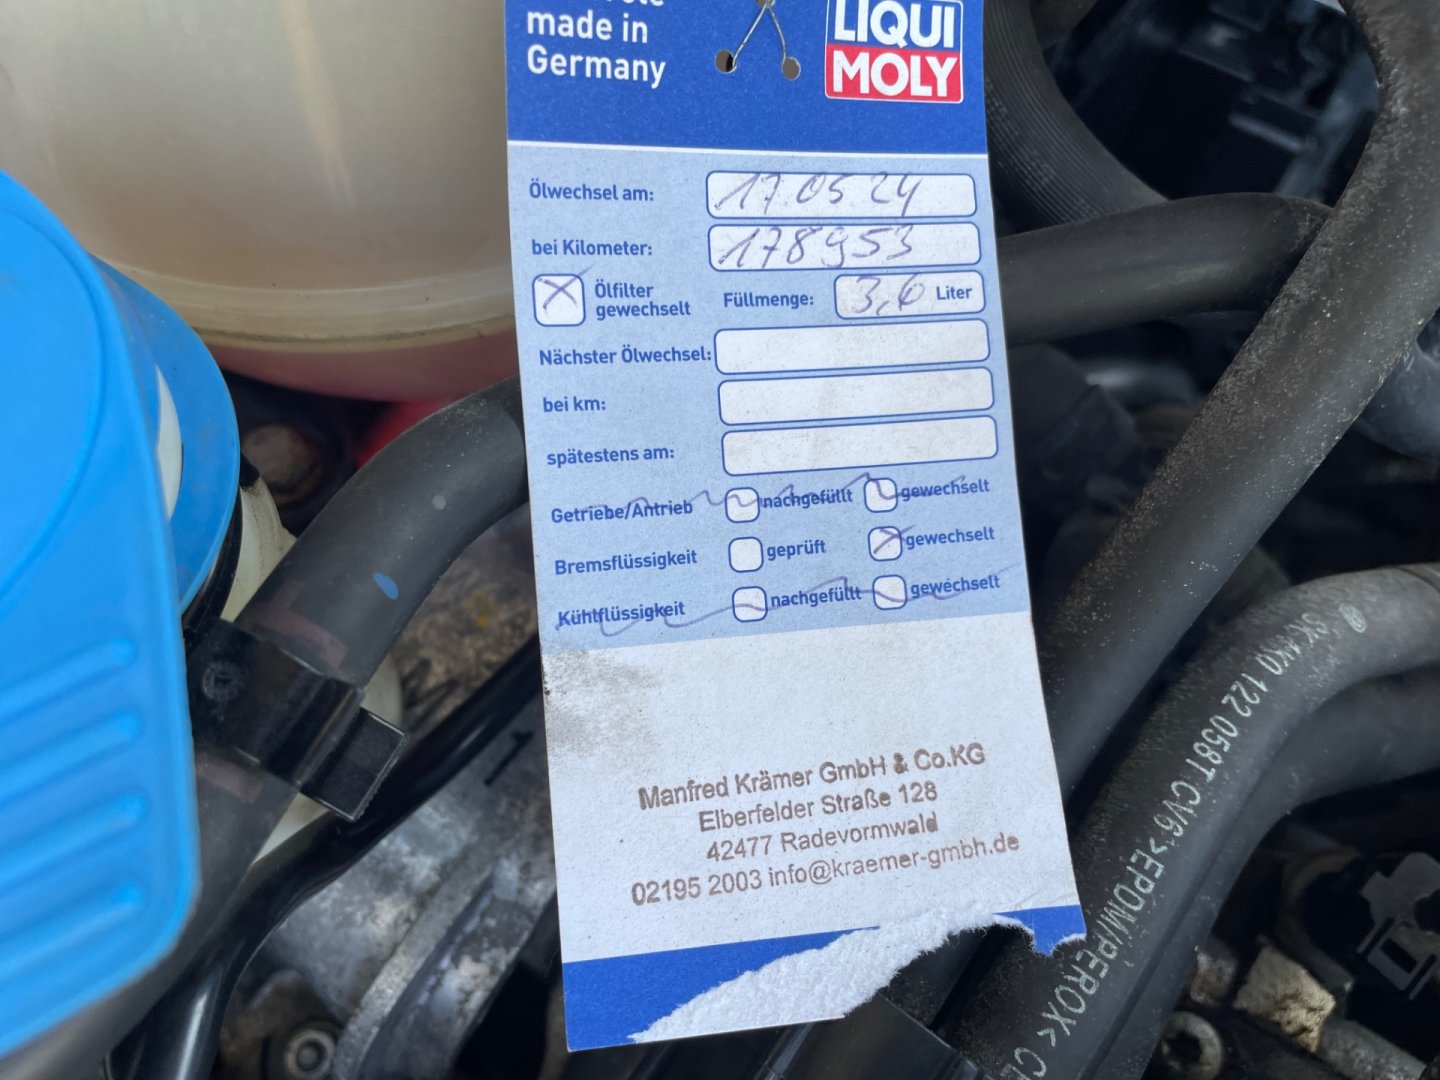 made in
Germany
LIQUI
MOLY
Ölwechsel am: 17.05.24
bei Kilometer: 178953
Ölfilter
gewechselt
Füllmenge: 3,6 Liter
Nächster Ölwechsel:
bei km:
spätestens am:
Getriebe/Antrieb nachgefüllt gewechselt
Bremsflüssigkeit geprüft gewechselt
Kühlflüssigkeit nachgefüllt gewechselt
Manfred Krämer GmbH & Co.KG
Elberfelder Straße 128
42477 Radevormwald
02195 2003 info@kraemer-gmbh.de
122 058T CV6 >EPDM/PEROX<